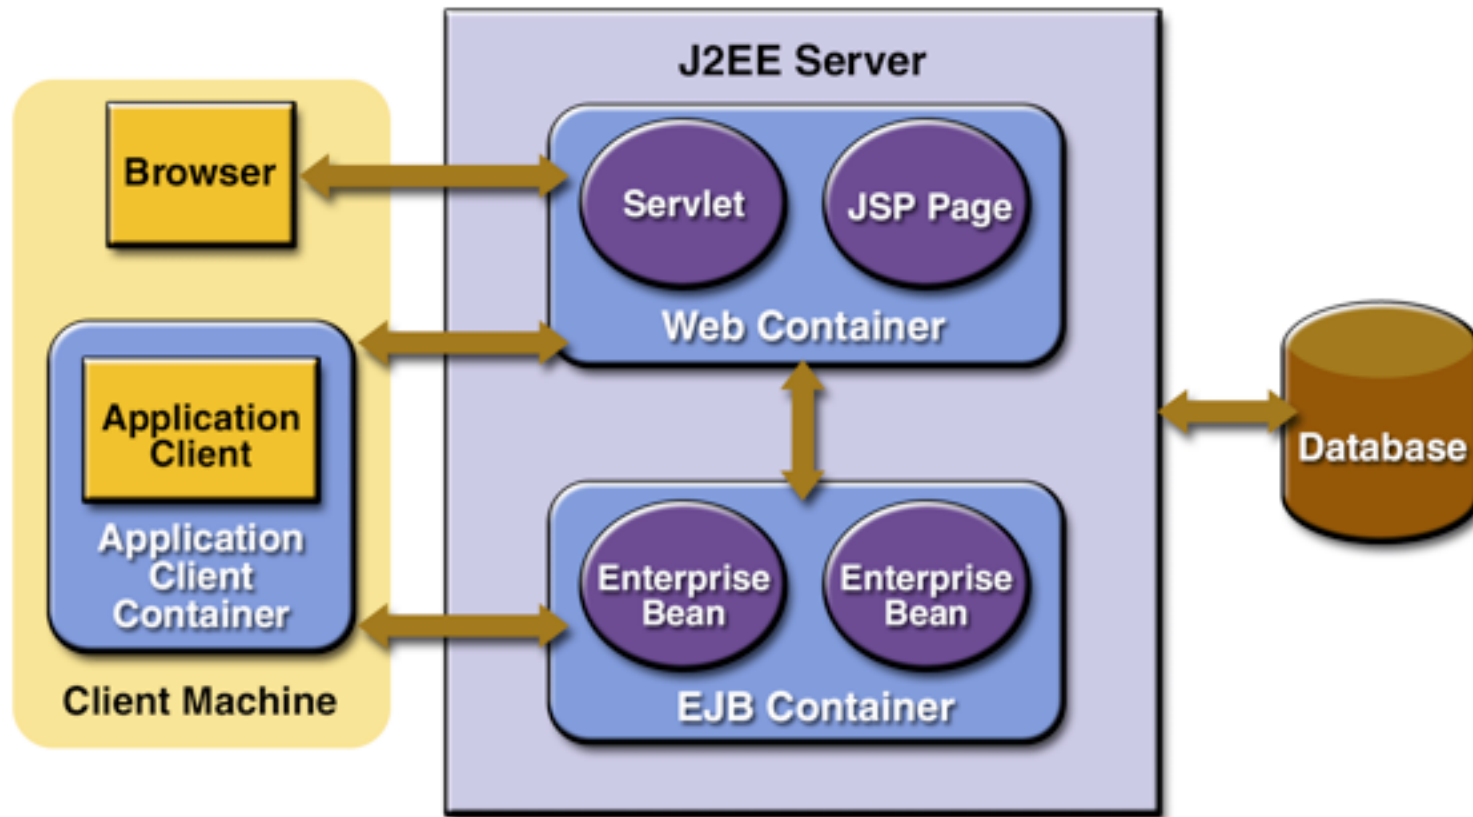 J2EE Server
Browser
Servlet
JSP Page
Web Container
Application
Client
Application
Client
Container
Client Machine
Enterprise
Bean
Enterprise
Bean
EJB Container
Database